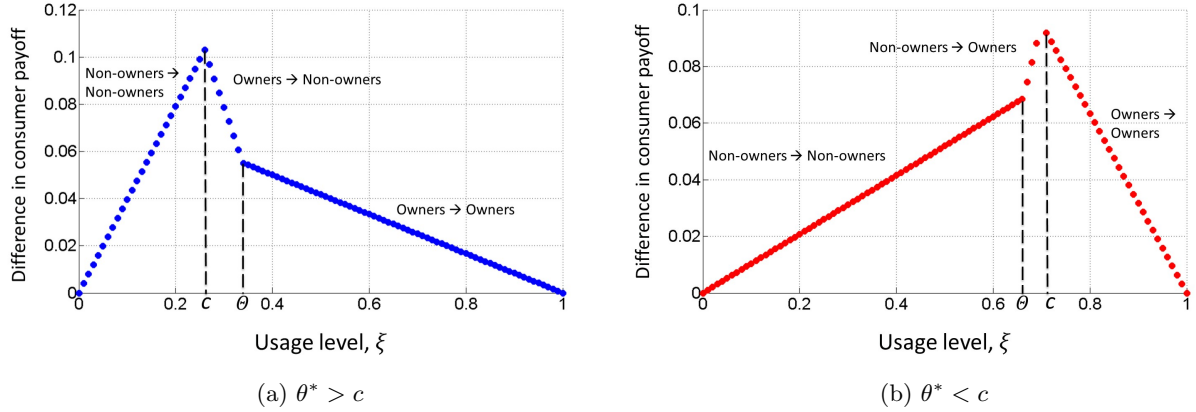 0.12
0.1
0.08
0.06
0.04
0.02
0
Difference in consumer payoff
Non-owners →
Non-owners
Owners → Non-owners
Owners → Owners
0 0.2 c θ 0.4 0.6 0.8 1
Usage level, ξ
(a) θ* > c
0.1
0.08
0.06
0.04
0.02
0
Difference in consumer payoff
Non-owners → Owners
Owners →
Owners
Non-owners → Non-owners
0 0.2 0.4 0.6 θ c 0.8 1
Usage level, ξ
(b) θ* < c